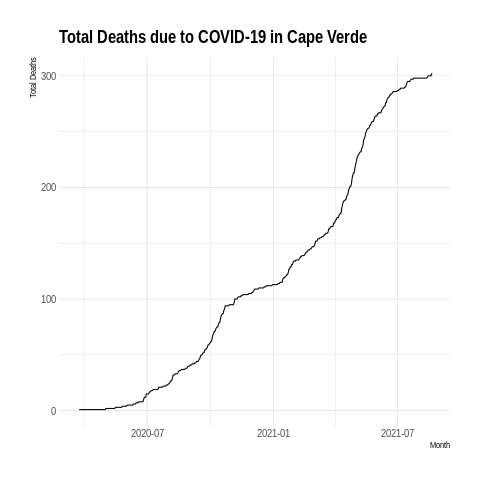 Total Deaths due to COVID-19 in Cape Verde
Total Deaths
300
200
100
0
2020-07
2021-01
2021-07
Month